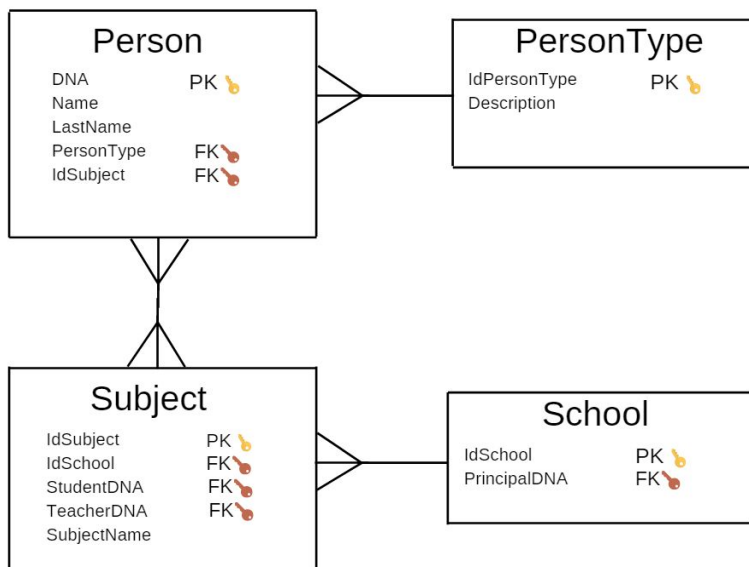 Person
DNA PK
Name
LastName
PersonType FK
IdSubject FK
PersonType
IdPersonType PK
Description
Subject
IdSubject PK
IdSchool FK
StudentDNA FK
TeacherDNA FK
SubjectName
School
IdSchool PK
PrincipalDNA FK